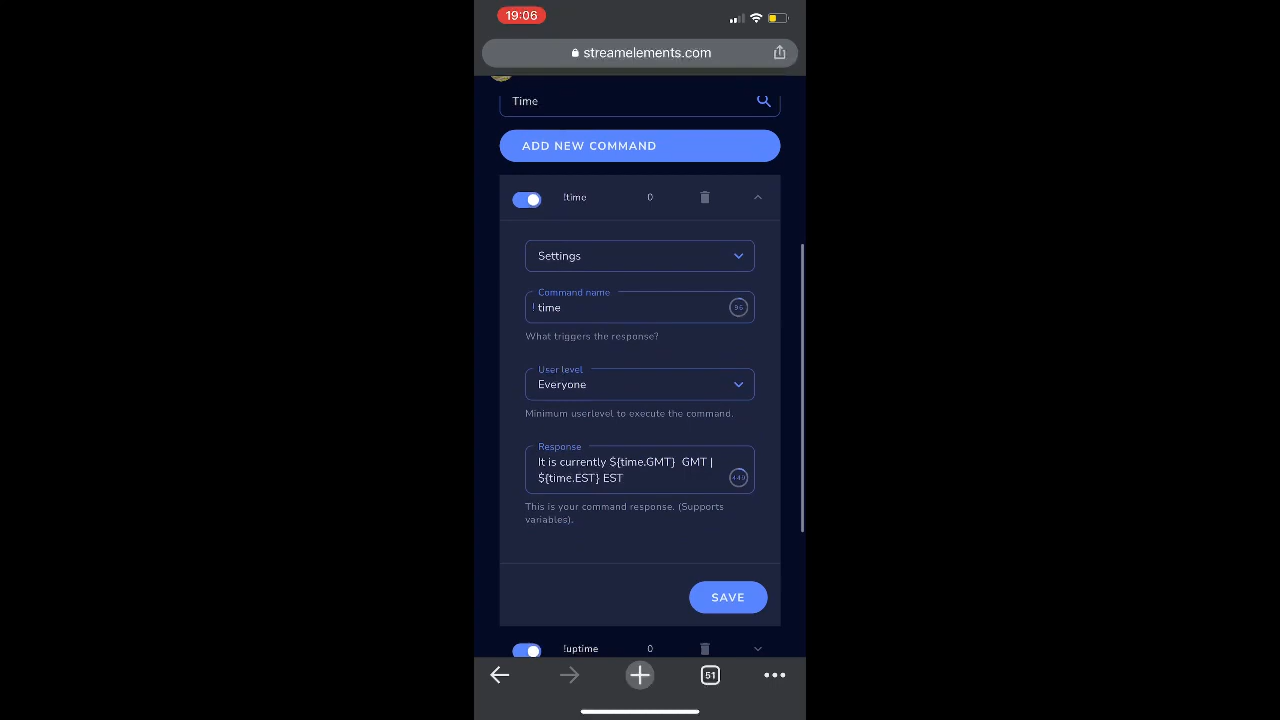 19:06
streamelements.com
Time
ADD NEW COMMAND
!time 0
Settings
Command name
! time
96
What triggers the response?
User level
Everyone
Minimum userlevel to execute the command.
Response
It is currently ${time.GMT}  GMT |
${time.EST} EST
449
This is your command response. (Supports
variables).
SAVE
!uptime 0
51